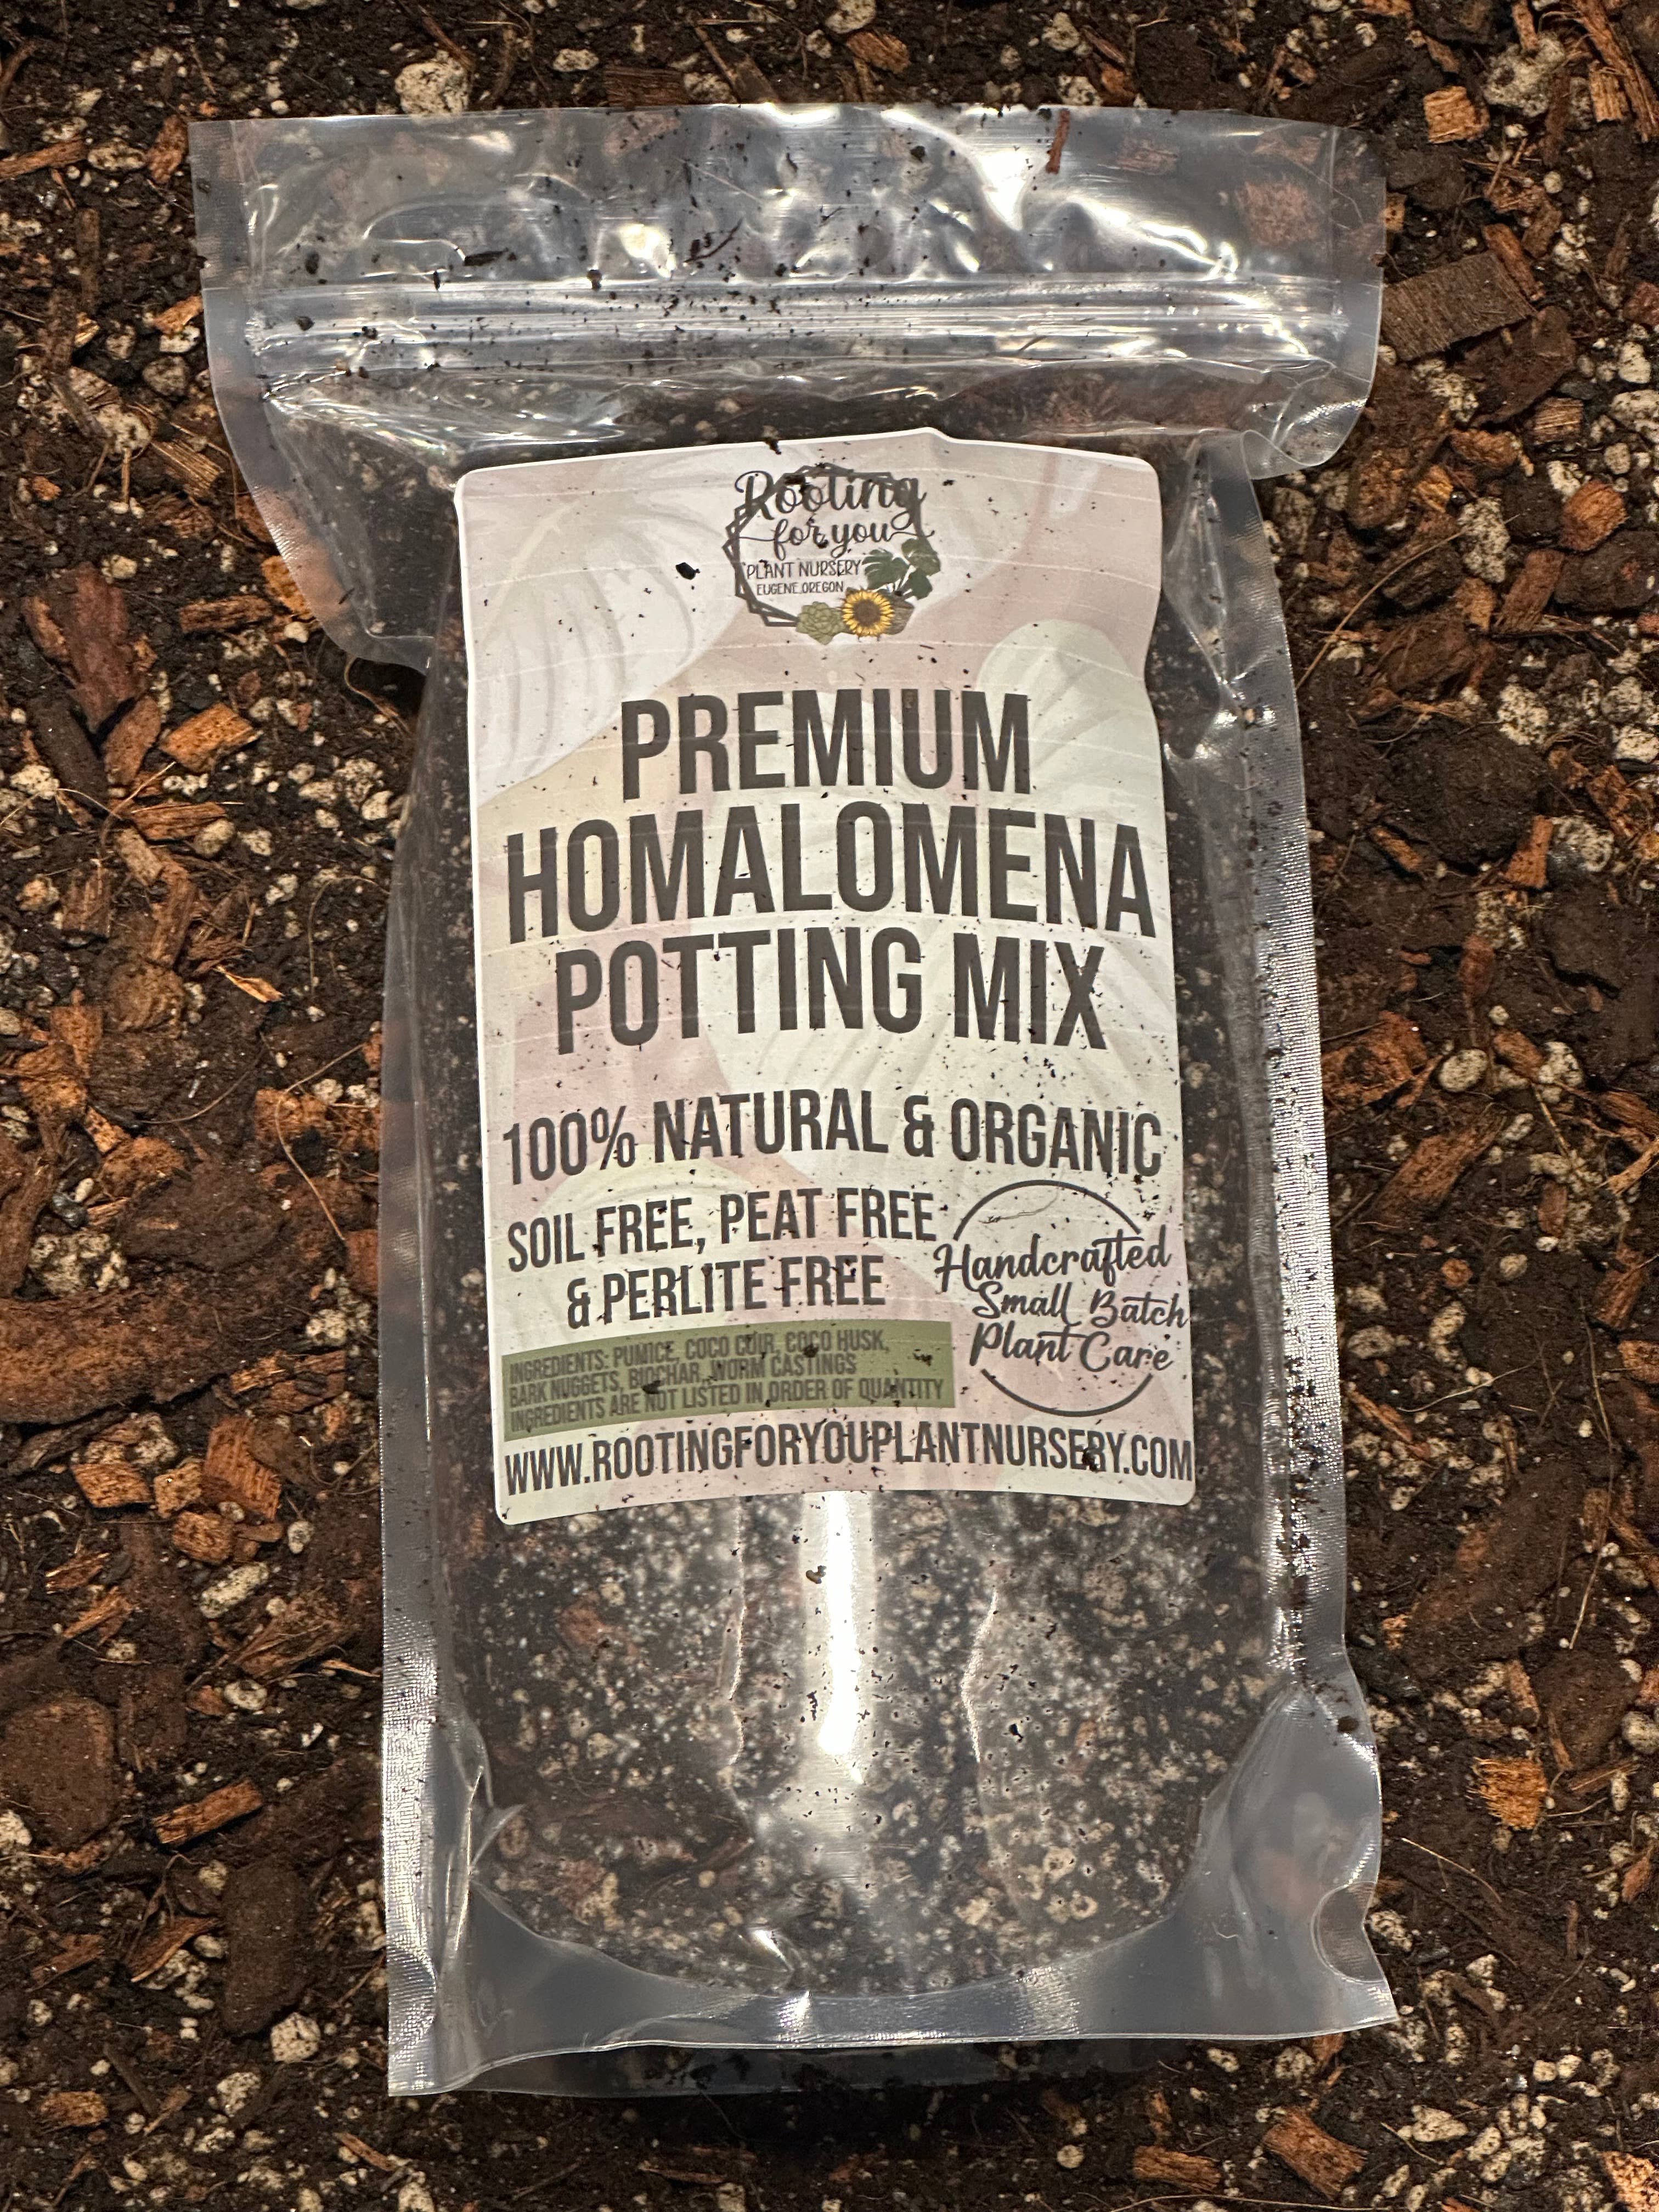 Rooting
for you
PLANT NURSERY
EUGENE, OREGON
PREMIUM
HOMALOMENA
POTTING MIX
100% NATURAL & ORGANIC
SOIL FREE, PEAT FREE
& PERLITE FREE
Handcrafted
Small Batch
Plant Care
INGREDIENTS: PUMICE, COCO COIR, COCO HUSK,
BARK NUGGETS, BIOCHAR, WORM CASTINGS
INGREDIENTS ARE NOT LISTED IN ORDER OF QUANTITY
WWW.ROOTINGFORYOUPLANTNURSERY.COM